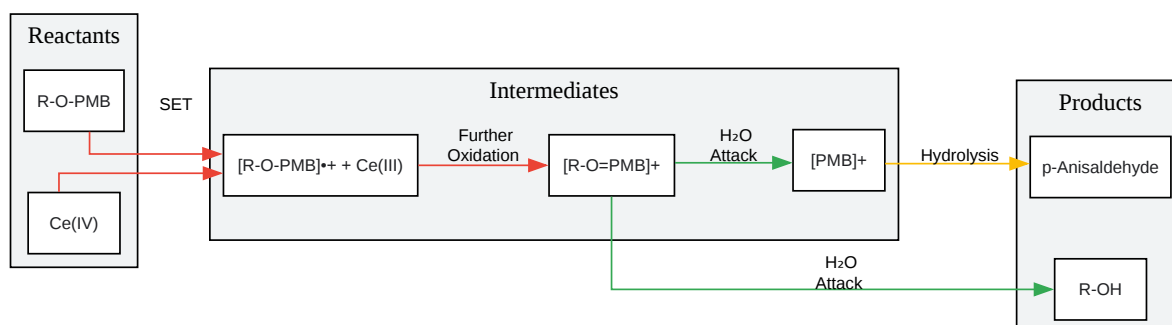 Reactants
R-O-PMB
Ce(IV)
SET
Intermediates
[R-O-PMB]•+ + Ce(III)
Further
Oxidation
[R-O=PMB]+
H₂O
Attack
[PMB]+
Hydrolysis
H₂O
Attack
Products
p-Anisaldehyde
R-OH